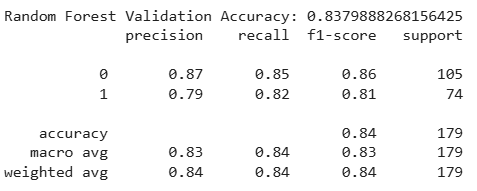 Random Forest Validation Accuracy: 0.8379888268156425
precision recall f1-score support
0 0.87 0.85 0.86 105
1 0.79 0.82 0.81 74
accuracy 0.84 179
macro avg 0.83 0.84 0.83 179
weighted avg 0.84 0.84 0.84 179